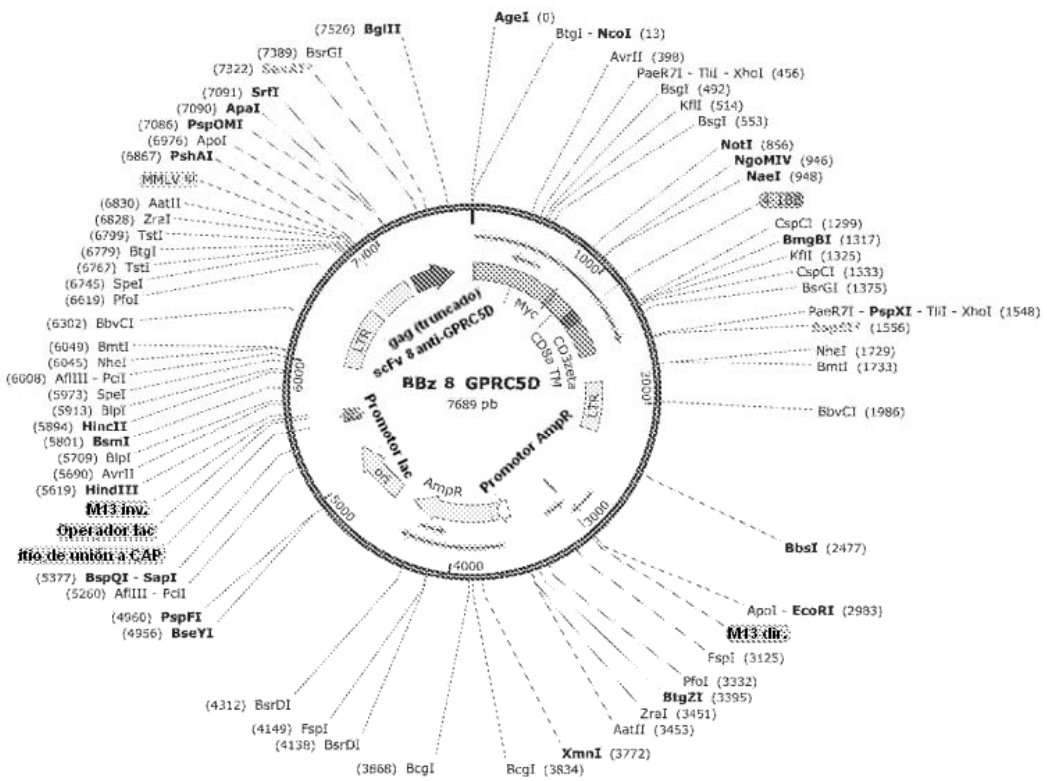 AgeI (0)
BtgI - NcoI (13)
AvrII (398)
PaeR7I - TliI - XhoI (456)
BsgI (492)
KflI (514)
BsgI (553)
NotI (856)
NgoMIV (946)
NaeI (948)
4-1BB
CspCI (1299)
BmgBI (1317)
KflI (1325)
CspCI (1333)
BsrGI (1375)
PaeR7I - PspXI - TliI - XhoI (1548)
(1556)
NheI (1729)
BmtI (1733)
BbvCI (1986)
BbsI (2477)
ApoI - EcoRI (2983)
M13 dir.
FspI (3125)
PfoI (3332)
BtgZI (3395)
ZraI (3451)
AatII (3453)
XmnI (3772)
BcgI (3834)
(3868) BcgI
(4138) BsrDI
(4149) FspI
(4312) BsrDI
(4956) BseYI
(4960) PspFI
(5260) AflIII - PciI
(5377) BspQI - SapI
itio de unión a CAP
Operador lac
M13 inv.
(5619) HindIII
(5690) AvrII
(5709) BlpI
(5801) BsmI
(5894) HincII
(5913) BlpI
(5973) SpeI
(6008) AflIII - PciI
(6045) NheI
(6049) BmtI
(6302) BbvCI
(6619) PfoI
(6745) SpeI
(6767) TstI
(6779) BtgI
(6799) TstI
(6828) ZraI
(6830) AatII
MMLV Ψ
(6867) PshAI
(6976) ApoI
(7086) PspOMI
(7090) ApaI
(7091) SrfI
(7322)
(7389) BsrGI
(7526) BglII
1000
2000
3000
4000
5000
6000
7000
LTR
gag (truncado)
scFv 8 anti-GPRC5D
Myc
CD8a TM
CD3zeta
LTR
BBz 8 GPRC5D
7689 pb
Promotor lac
Promotor AmpR
AmpR
ori